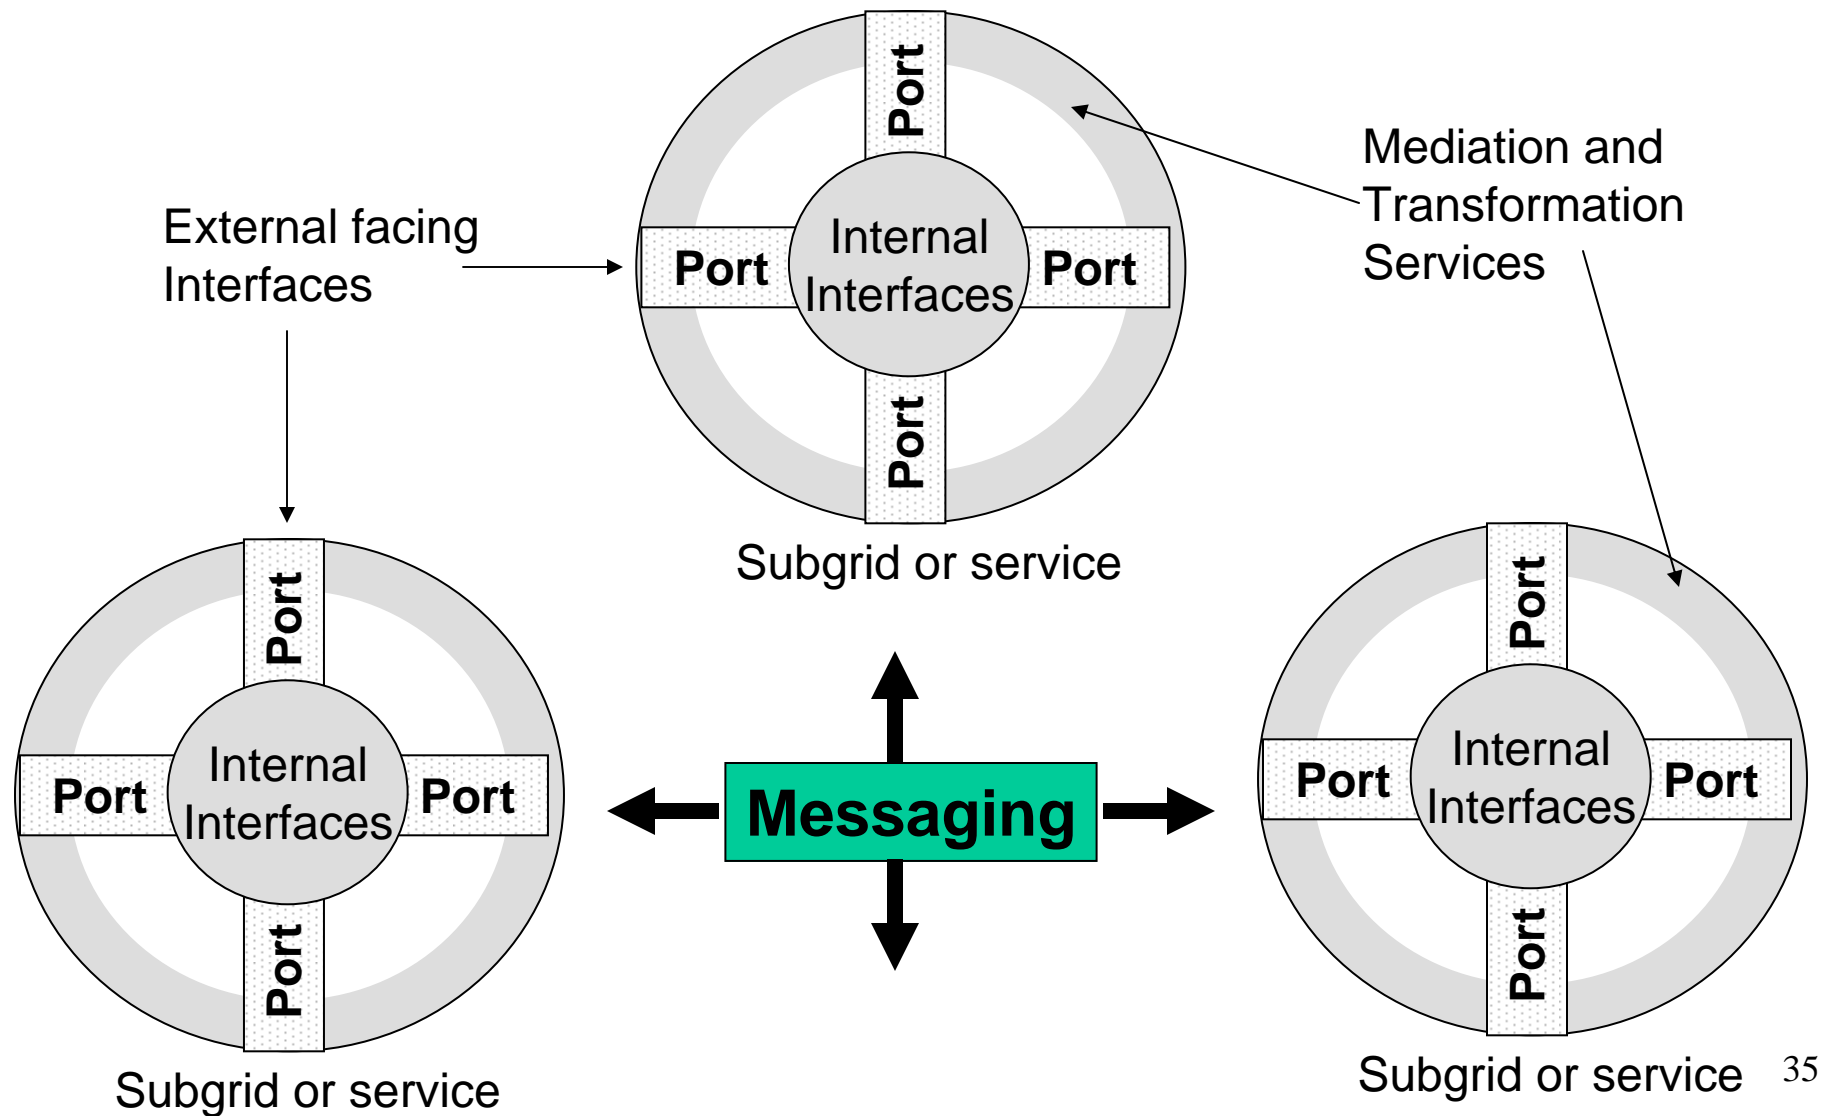 Port
Mediation and
Transformation
Services
External facing
Interfaces
Port
Internal
Interfaces
Port
Port
Subgrid or service
Port
Port
Internal
Interfaces
Port
Port
Subgrid or service
Messaging
Port
Port
Internal
Interfaces
Port
Port
Subgrid or service
35